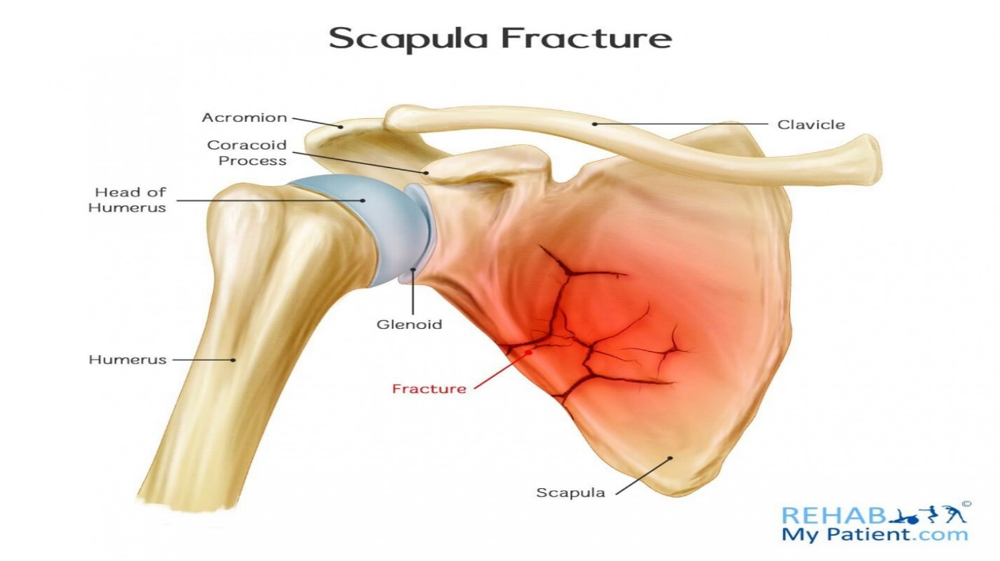 Scapula Fracture
Acromion
Clavicle
Coracoid
Process
Head of
Humerus
Glenoid
Humerus
Fracture
Scapula
REHAB ©
My Patient.com